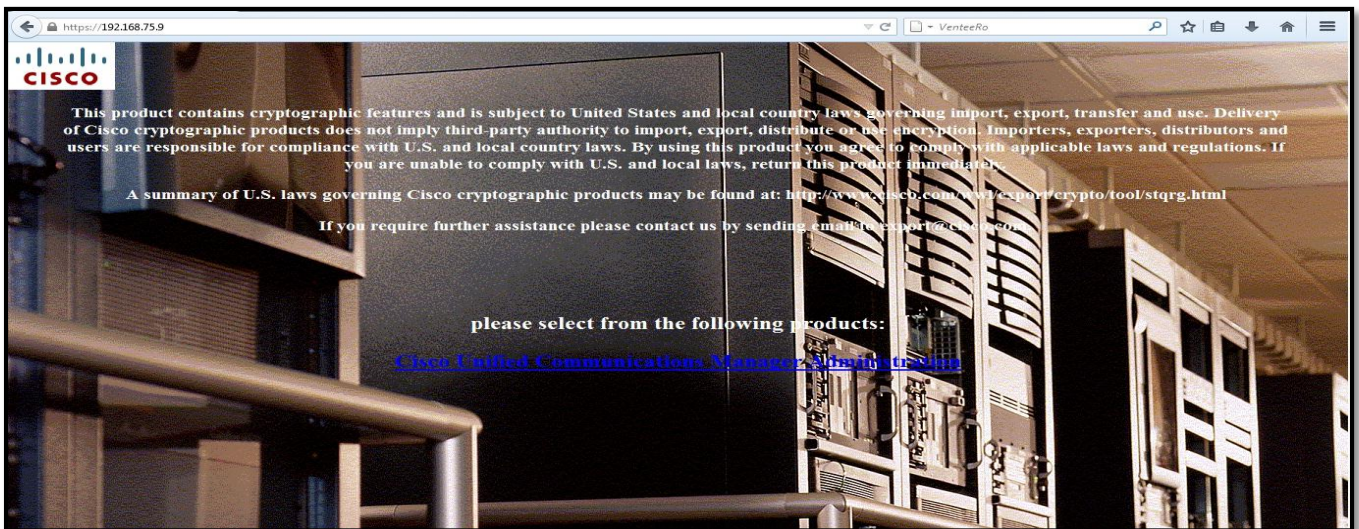 https://192.168.75.9
VenteeRo
CISCO
This product contains cryptographic features and is subject to United States and local country laws governing import, export, transfer and use. Delivery
of Cisco cryptographic products does not imply third-party authority to import, export, distribute or use encryption. Importers, exporters, distributors and
users are responsible for compliance with U.S. and local country laws. By using this product you agree to comply with applicable laws and regulations. If
you are unable to comply with U.S. and local laws, return this product immediately.
A summary of U.S. laws governing Cisco cryptographic products may be found at: http://www.cisco.com/wwl/export/crypto/tool/stqrg.html
If you require further assistance please contact us by sending email to export@cisco.com.
please select from the following products:
Cisco Unified Communications Manager Administration